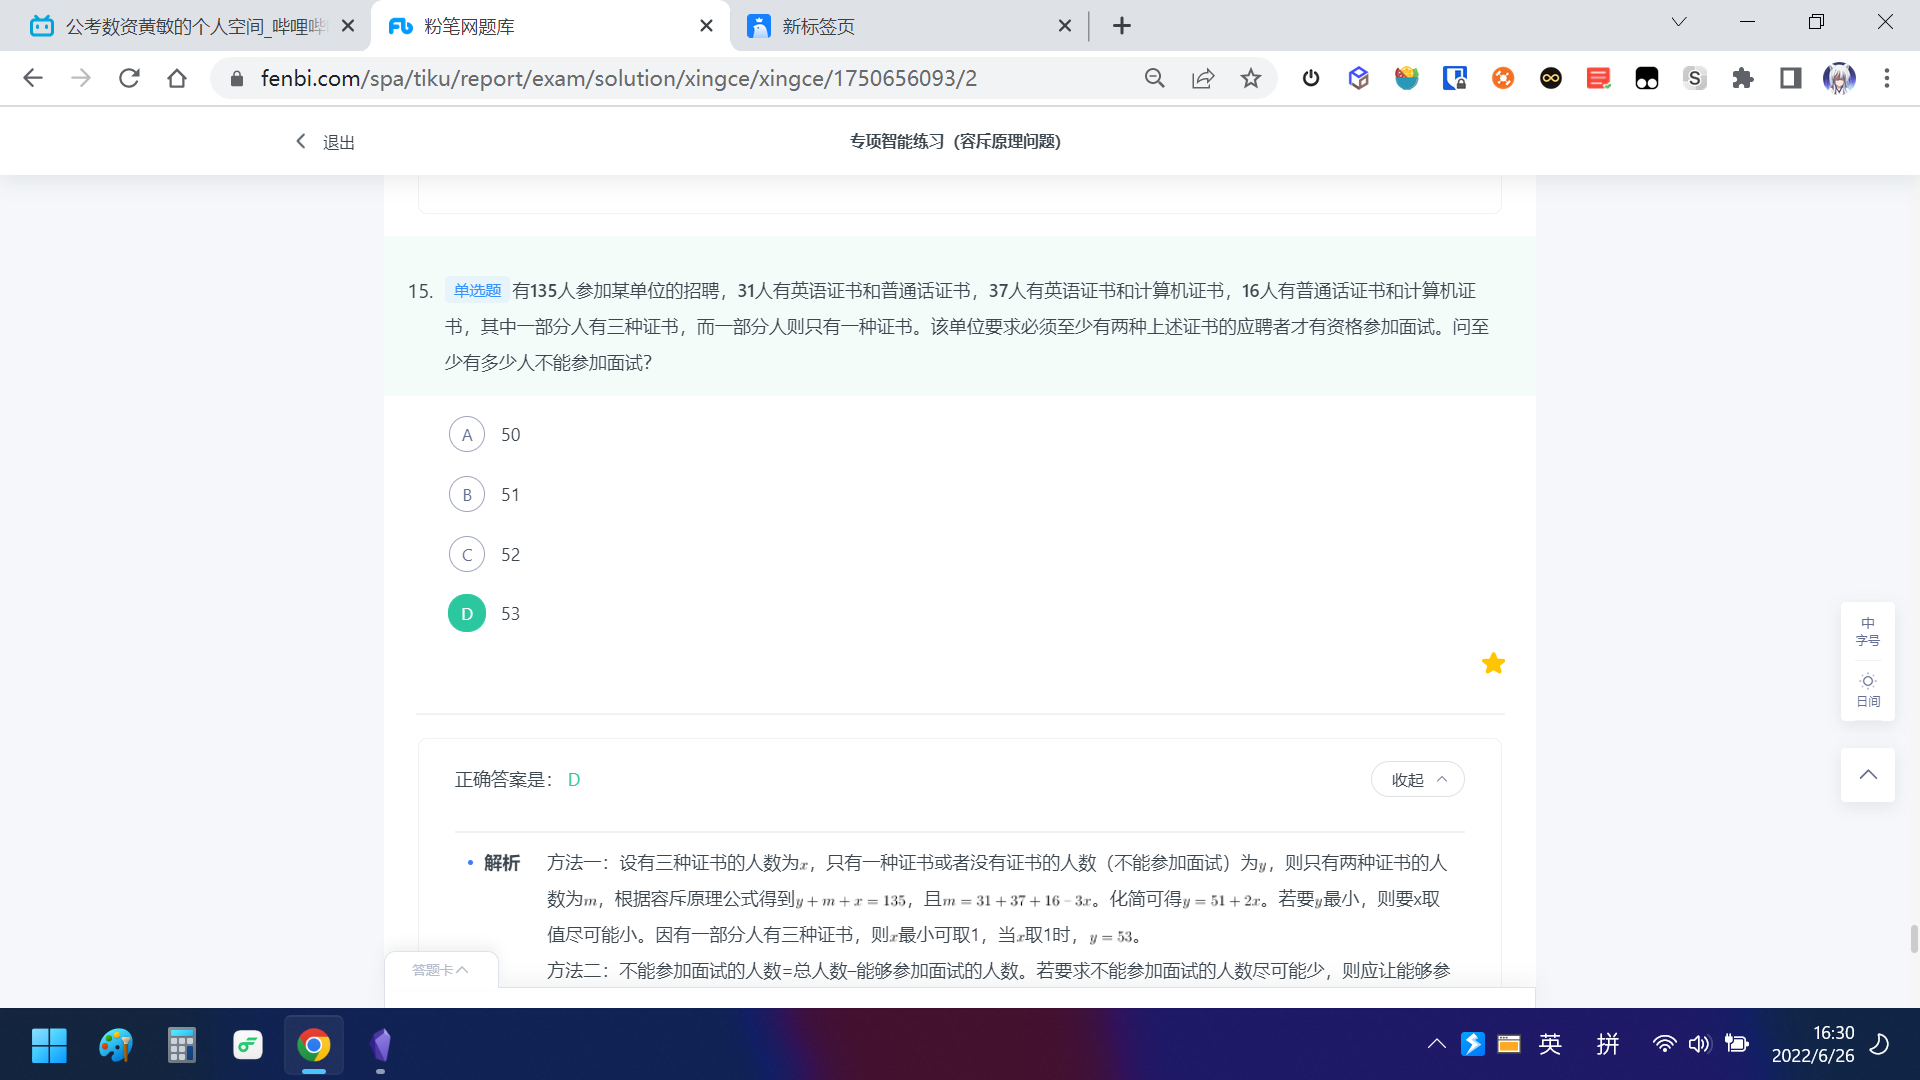 公考数资黄敏的个人空间_哔哩哔
粉笔网题库
新标签页
fenbi.com/spa/tiku/report/exam/solution/xingce/xingce/1750656093/2
退出
专项智能练习（容斥原理问题）
15. 单选题 有135人参加某单位的招聘，31人有英语证书和普通话证书，37人有英语证书和计算机证书，16人有普通话证书和计算机证
书，其中一部分人有三种证书，而一部分人则只有一种证书。该单位要求必须至少有两种上述证书的应聘者才有资格参加面试。问至
少有多少人不能参加面试？
A 50
B 51
C 52
D 53
中
字号
日间
正确答案是： D
收起
解析 方法一：设有三种证书的人数为x，只有一种证书或者没有证书的人数（不能参加面试）为y，则只有两种证书的人
数为m，根据容斥原理公式得到y + m + x = 135，且m = 31 + 37 + 16 − 3x。化简可得y = 51 + 2x。若要y最小，则要x取
值尽可能小。因有一部分人有三种证书，则x最小可取1，当x取1时，y = 53。
方法二：不能参加面试的人数=总人数−能够参加面试的人数。若要求不能参加面试的人数尽可能少，则应让能够参
答题卡
英
拼
16:30
2022/6/26